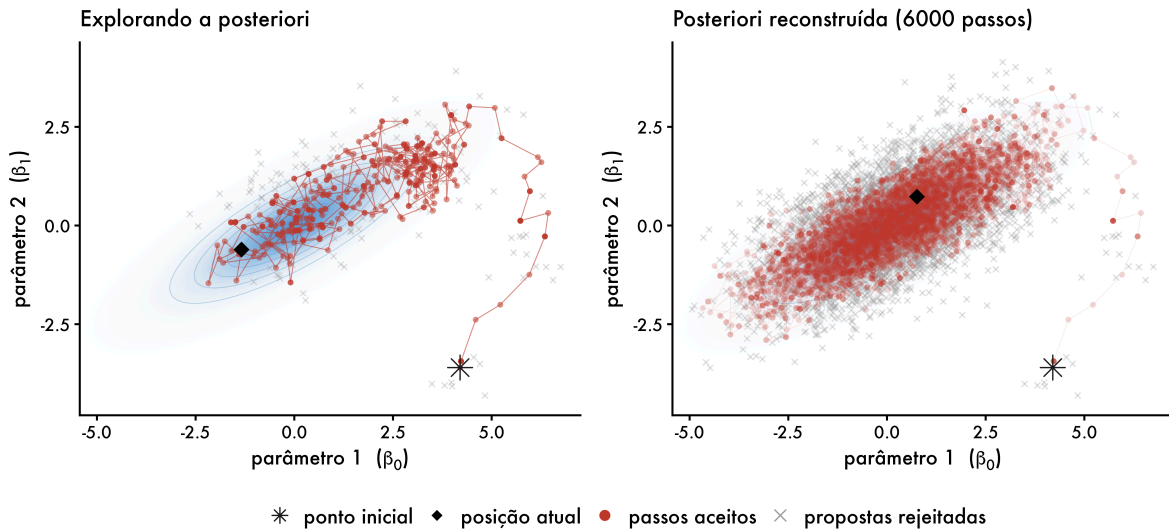 Explorando a posteriori
2.5
0.0
-2.5
parâmetro 2 (β1)
-5.0 -2.5 0.0 2.5 5.0
parâmetro 1 (β0)
Posteriori reconstruída (6000 passos)
2.5
0.0
-2.5
parâmetro 2 (β1)
-5.0 -2.5 0.0 2.5 5.0
parâmetro 1 (β0)
ponto inicial posição atual passos aceitos propostas rejeitadas